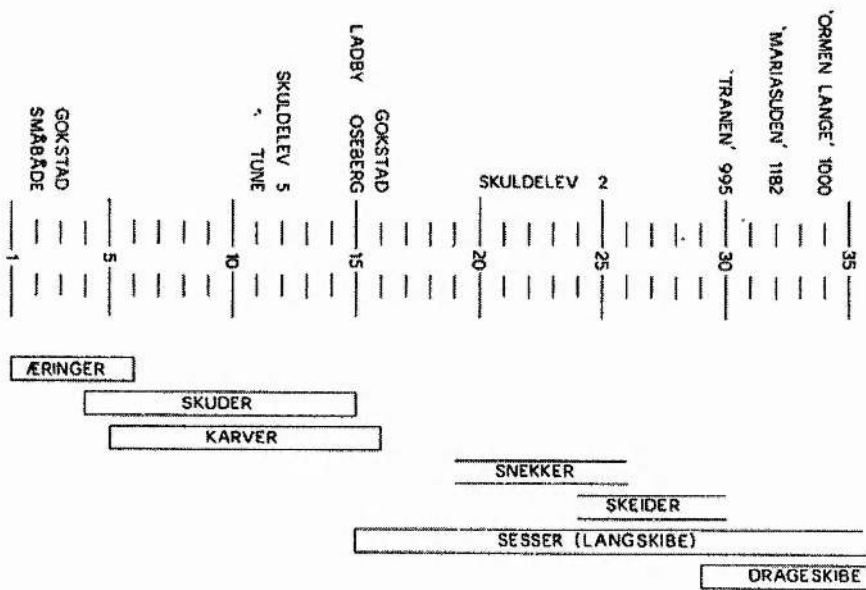 GOKSTAD
SMÅBÅDE
SKULDELEV 5
" TUNE
LADBY OSEBERG
GOKSTAD
SKULDELEV 2
'TRANEN' 995
'MARIASUDEN' 1182
'ORMEN LANGE' 1000
1 5 10 15 20 25 30 35
ÆRINGER
SKUDER
KARVER
SNEKKER
SKEIDER
SESSER (LANGSKIBE)
DRAGESKIBE